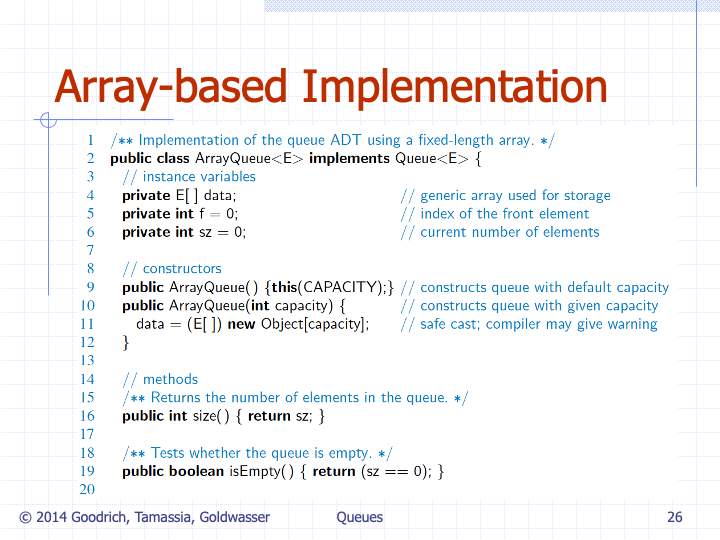 Array-based Implementation
1 /** Implementation of the queue ADT using a fixed-length array. */
2 public class ArrayQueue<E> implements Queue<E> {
3 // instance variables
4 private E[ ] data; // generic array used for storage
5 private int f = 0; // index of the front element
6 private int sz = 0; // current number of elements
7
8 // constructors
9 public ArrayQueue( ) {this(CAPACITY);} // constructs queue with default capacity
10 public ArrayQueue(int capacity) { // constructs queue with given capacity
11 data = (E[ ]) new Object[capacity]; // safe cast; compiler may give warning
12 }
13
14 // methods
15 /** Returns the number of elements in the queue. */
16 public int size( ) { return sz; }
17
18 /** Tests whether the queue is empty. */
19 public boolean isEmpty( ) { return (sz == 0); }
20
© 2014 Goodrich, Tamassia, Goldwasser Queues 26